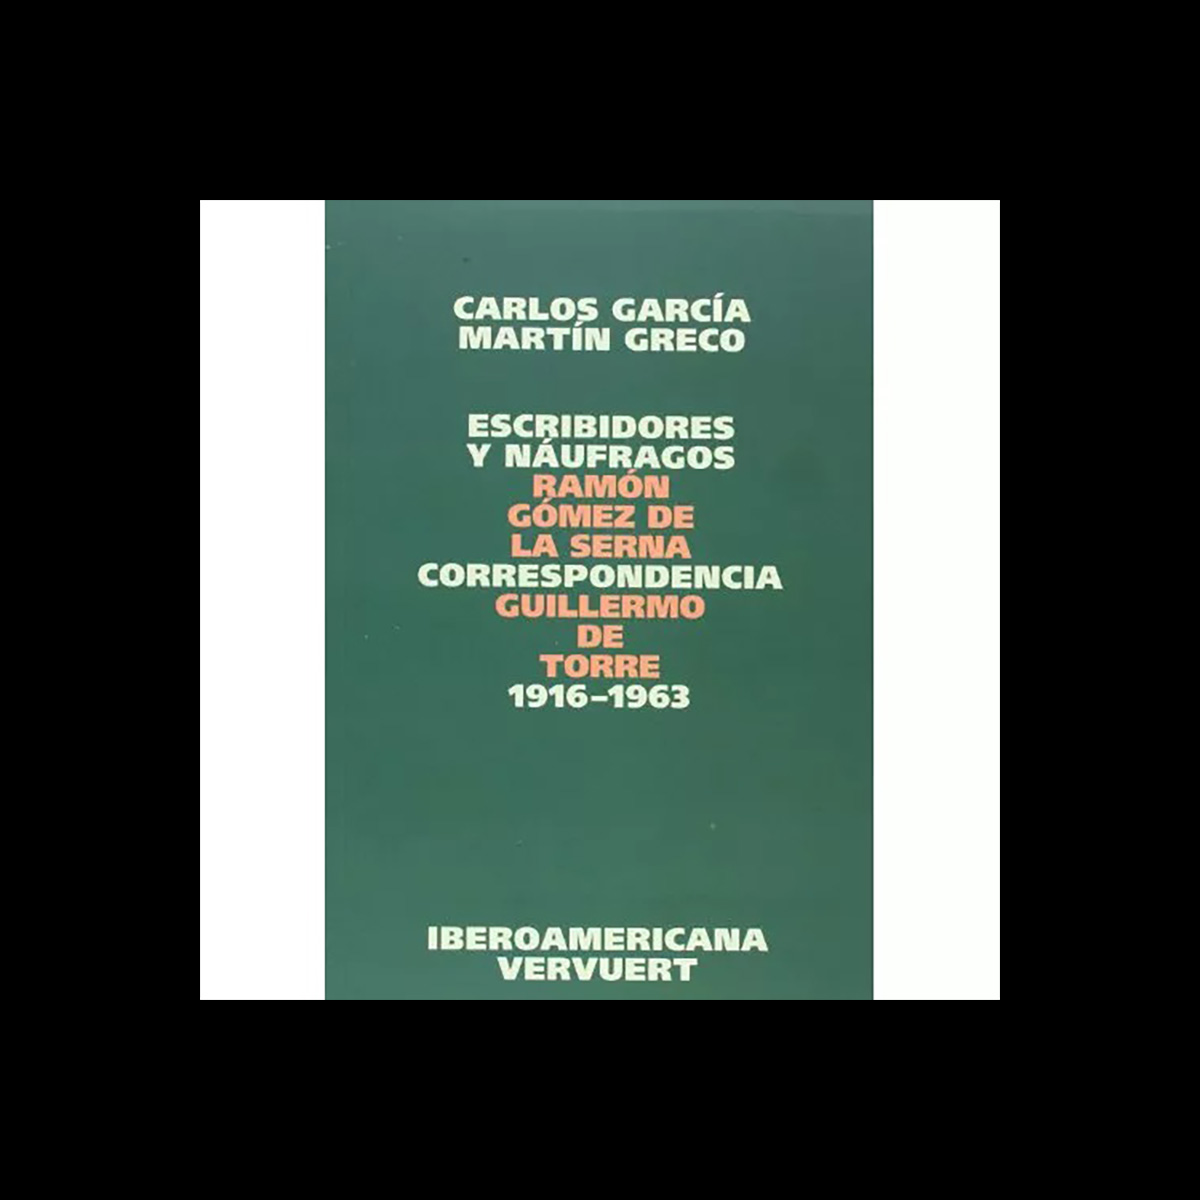 CARLOS GARCÍA
MARTÍN GRECO
ESCRIBIDORES
Y NÁUFRAGOS
RAMÓN
GÓMEZ DE
LA SERNA
CORRESPONDENCIA
GUILLERMO
DE
TORRE
1916–1963
IBEROAMERICANA
VERVUERT